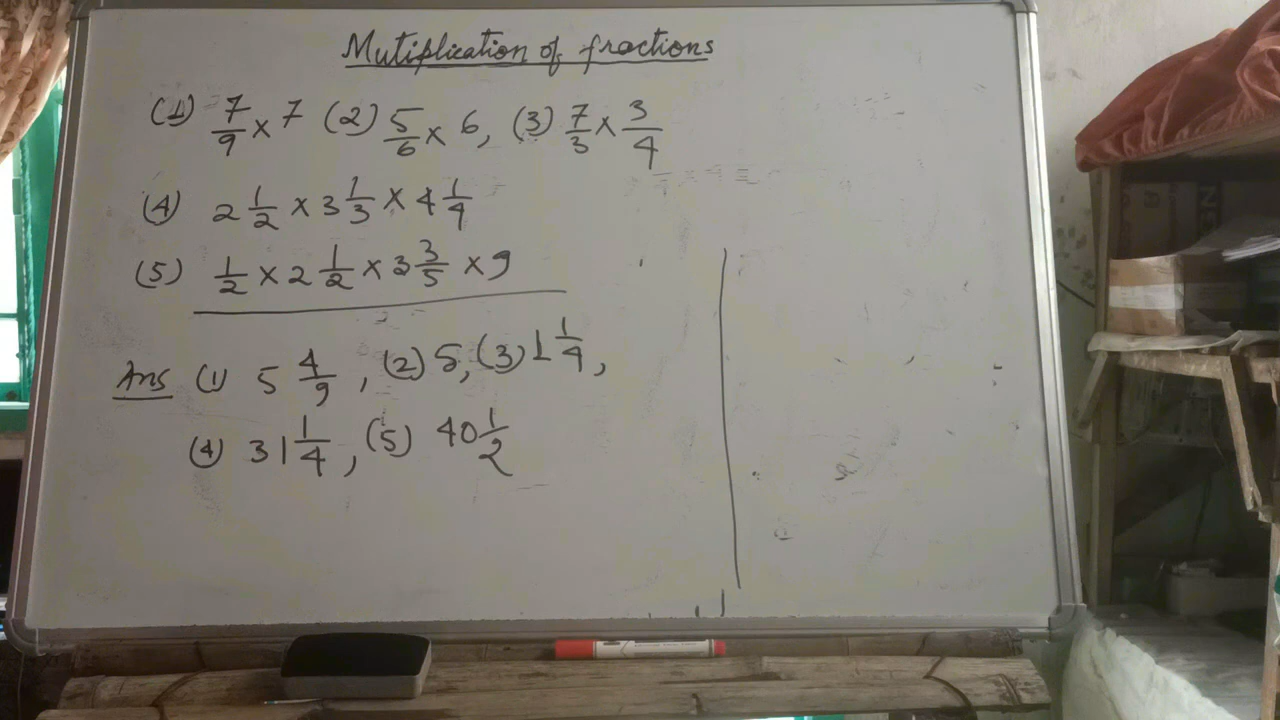 Mutiplication of fractions
(1) 7/9 × 7 (2) 5/6 × 6, (3) 7/3 × 3/4
(4) 2 1/2 × 3 1/3 × 4 1/4
(5) 1/2 × 2 1/2 × 3 3/5 × 9
Ans (1) 5 4/9, (2) 5, (3) 1 1/4,
(4) 31 1/4, (5) 40 1/2